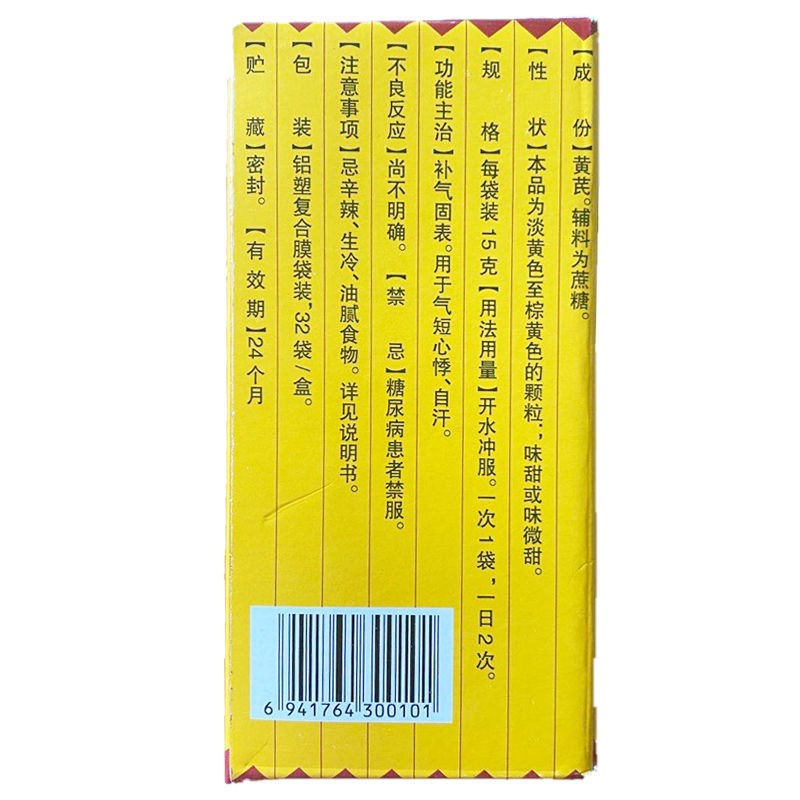 【成份】黄芪。辅料为蔗糖。
【性状】本品为淡黄色至棕黄色的颗粒;味甜或味微甜。
【规格】每袋装15克【用法用量】开水冲服。一次1袋,一日2次。
【功能主治】补气固表。用于气短心悸、自汗。
【不良反应】尚不明确。【禁忌】糖尿病患者禁服。
【注意事项】忌辛辣、生冷、油腻食物。详见说明书。
【包装】铝塑复合膜袋装,32袋/盒。
【贮藏】密封。【有效期】24个月
6 941764 300101